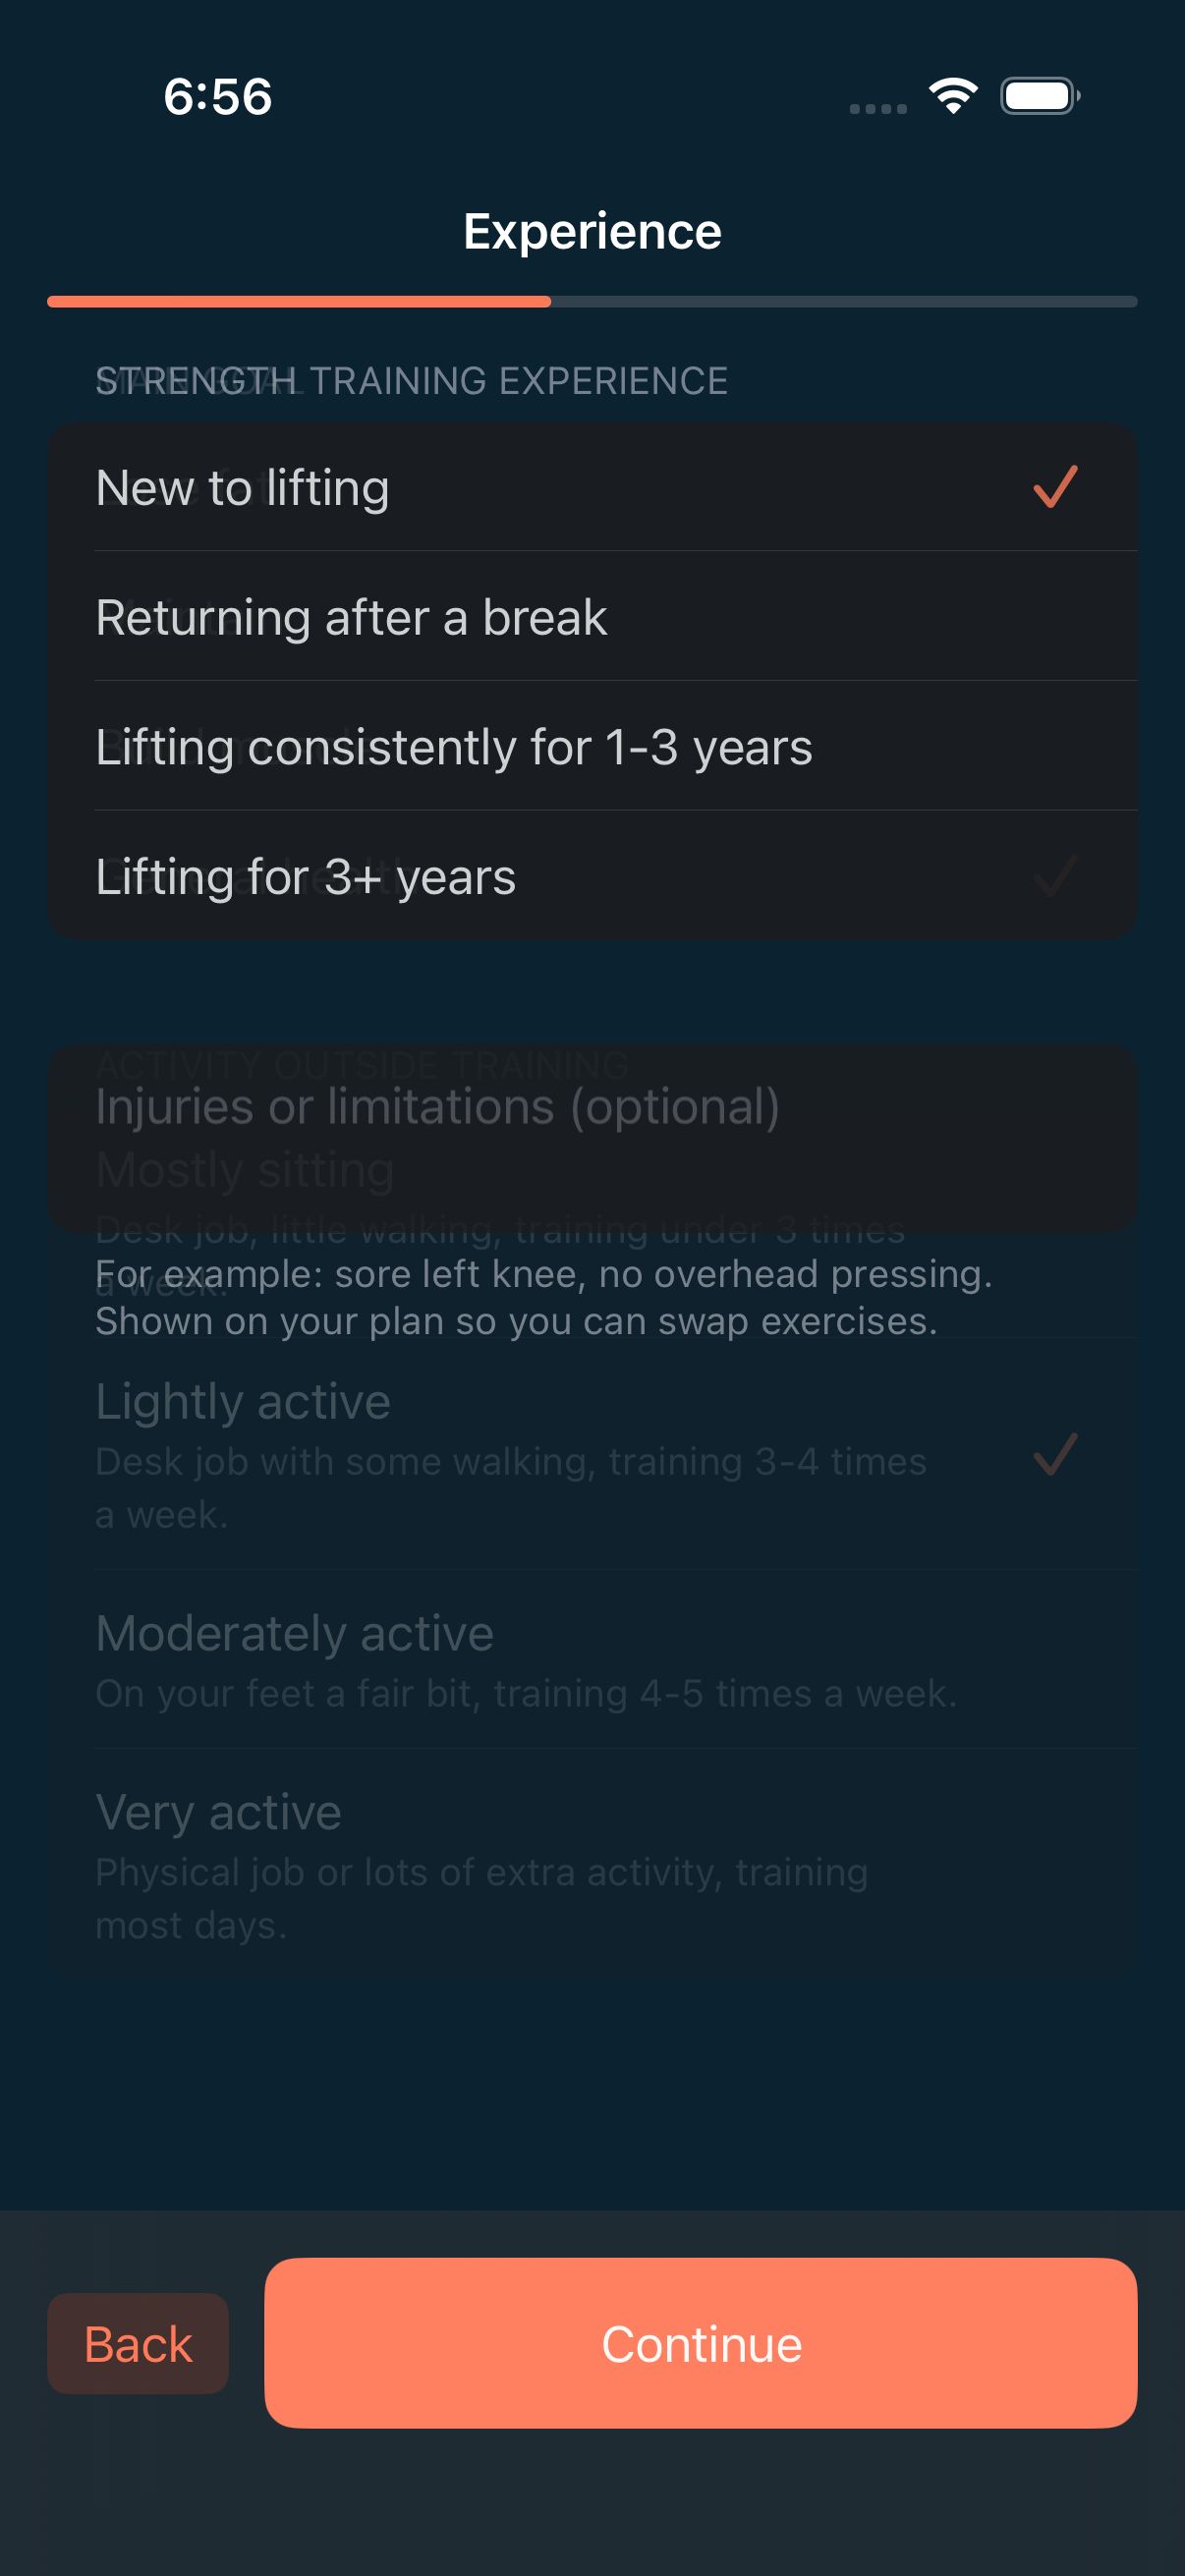 6:56
Experience
STRENGTH TRAINING EXPERIENCE
New to lifting
Returning after a break
Lifting consistently for 1-3 years
Lifting for 3+ years
ACTIVITY OUTSIDE TRAINING
Injuries or limitations (optional)
Mostly sitting
Desk job, little walking, training under 3 times
a week.
For example: sore left knee, no overhead pressing.
Shown on your plan so you can swap exercises.
Lightly active
Desk job with some walking, training 3-4 times
a week.
Moderately active
On your feet a fair bit, training 4-5 times a week.
Very active
Physical job or lots of extra activity, training
most days.
Back
Continue